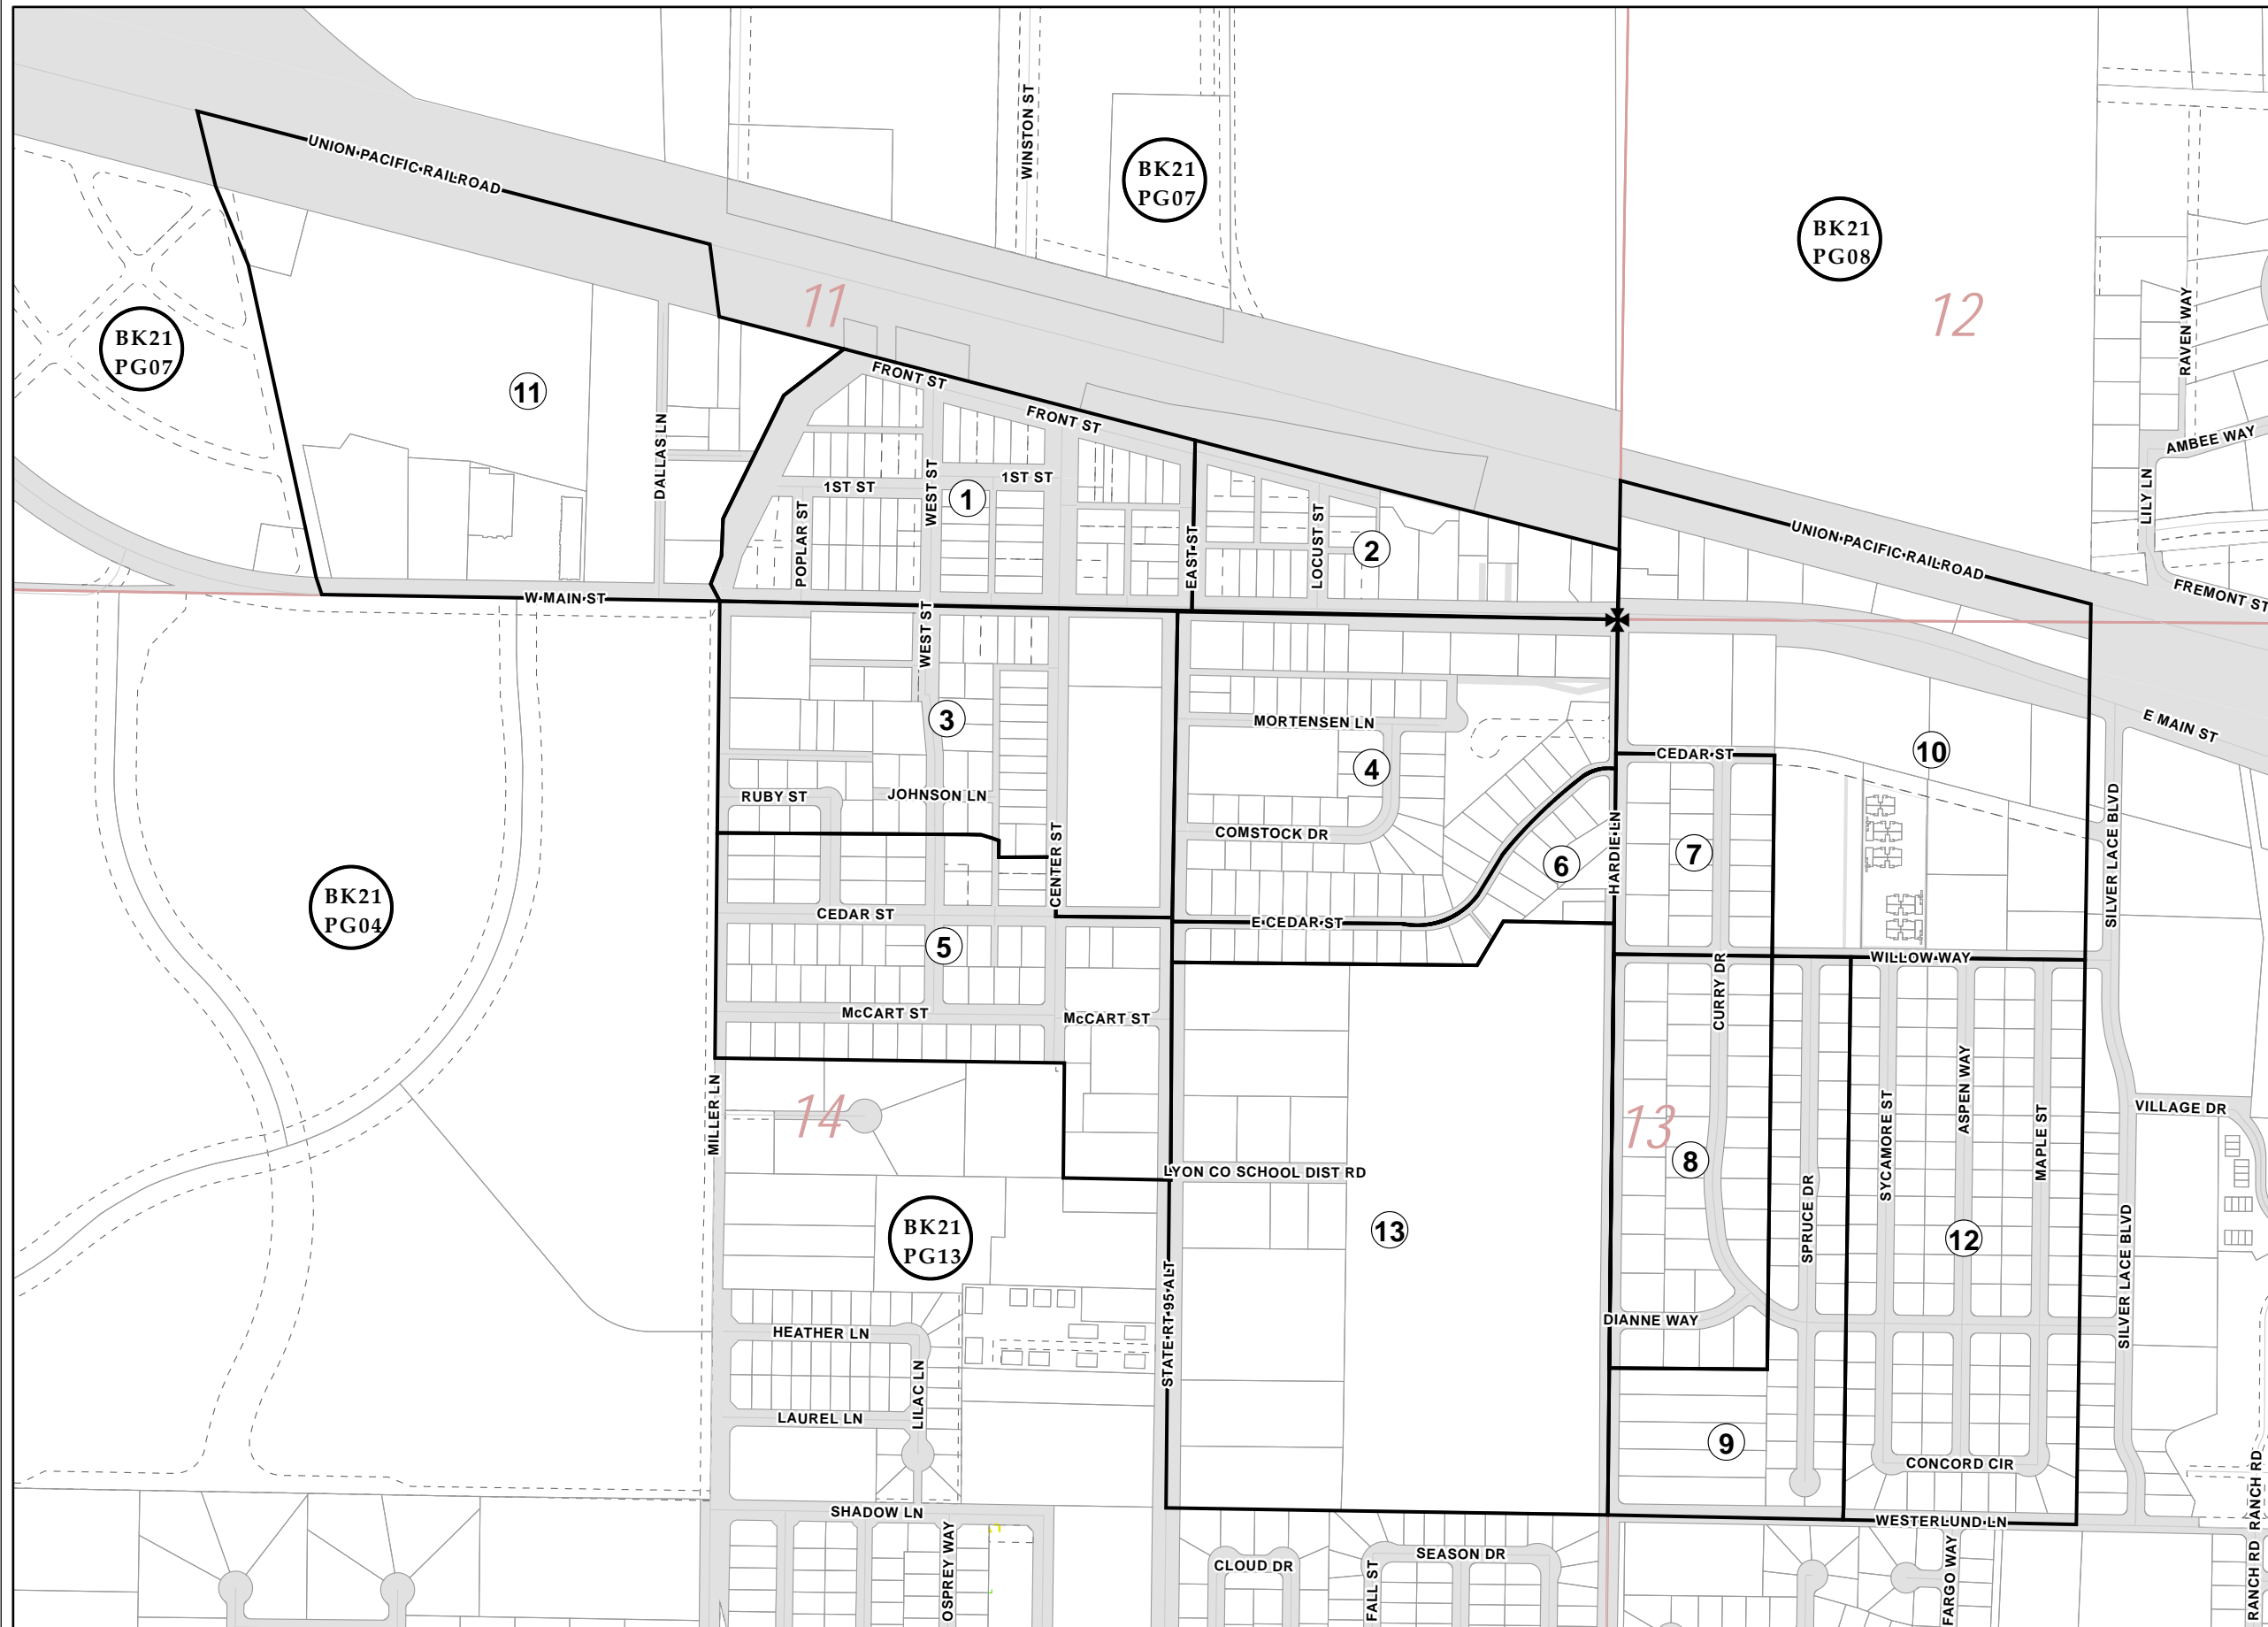 WINSTON ST
UNION PACIFIC RAILROAD
BK21
PG07
BK21
PG08
11
12
RAVEN WAY
BK21
PG07
11
FRONT ST
FRONT ST
AMBEE WAY
DALLAS LN
WEST ST
1ST ST
1ST ST
1
POPLAR ST
EAST ST
LOCUST ST
2
LILY LN
UNION PACIFIC RAILROAD
FREMONT ST
W MAIN ST
WEST ST
3
MORTENSEN LN
4
CEDAR ST
10
E MAIN ST
RUBY ST
JOHNSON LN
COMSTOCK DR
CENTER ST
6
HARDIE LN
7
SILVER LACE BLVD
BK21
PG04
CEDAR ST
E CEDAR ST
5
WILLOW WAY
CURRY DR
McCART ST
McCART ST
MILLER LN
14
13
8
SYCAMORE ST
ASPEN WAY
MAPLE ST
VILLAGE DR
LYON CO SCHOOL DIST RD
BK21
PG13
13
SPRUCE DR
12
SILVER LACE BLVD
STATE RT 95 ALT
HEATHER LN
DIANNE WAY
LILAC LN
LAUREL LN
9
CONCORD CIR
RANCH RD
SHADOW LN
WESTERLUND LN
OSPREY WAY
CLOUD DR
FALL ST
SEASON DR
FARGO WAY
RANCH RD